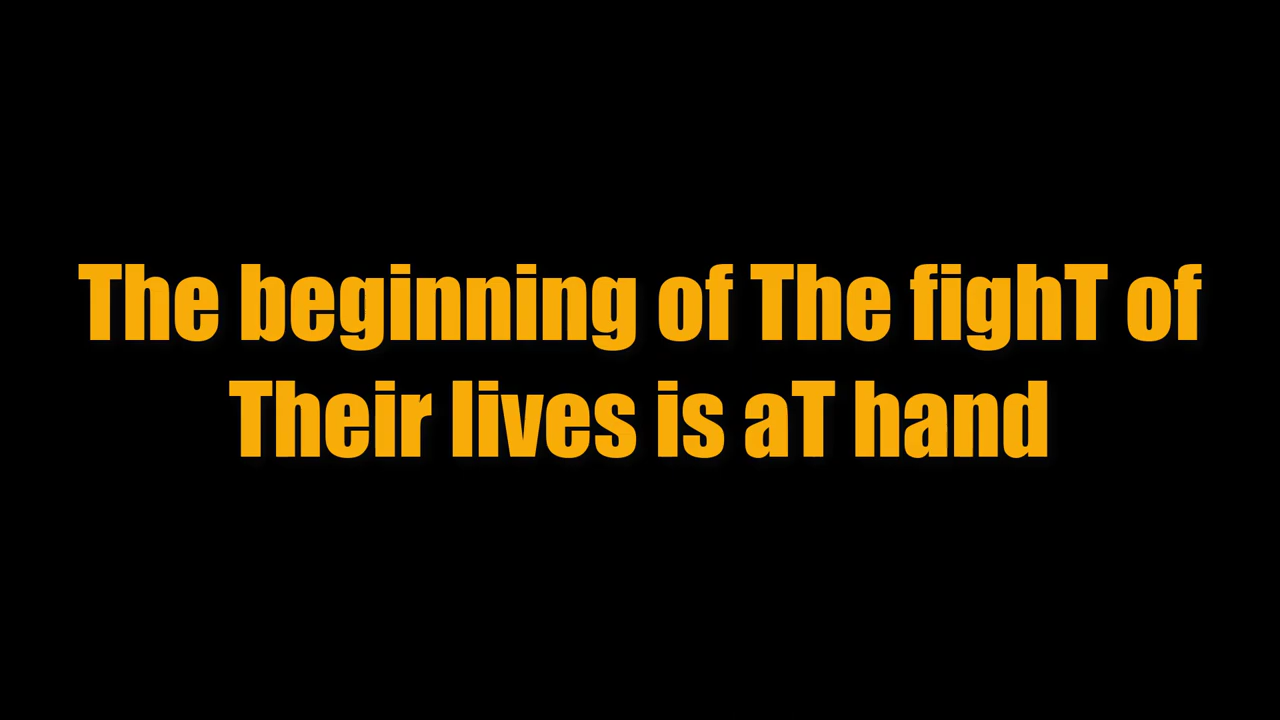 The beginning of The fighT of
Their lives is aT hand